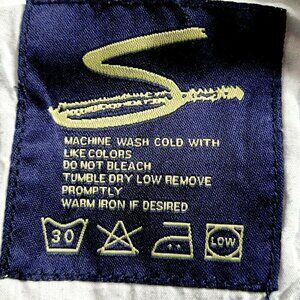 MACHINE WASH COLD WITH
LIKE COLORS
DO NOT BLEACH
TUMBLE DRY LOW REMOVE
PROMPTLY
WARM IRON IF DESIRED
30 LOW